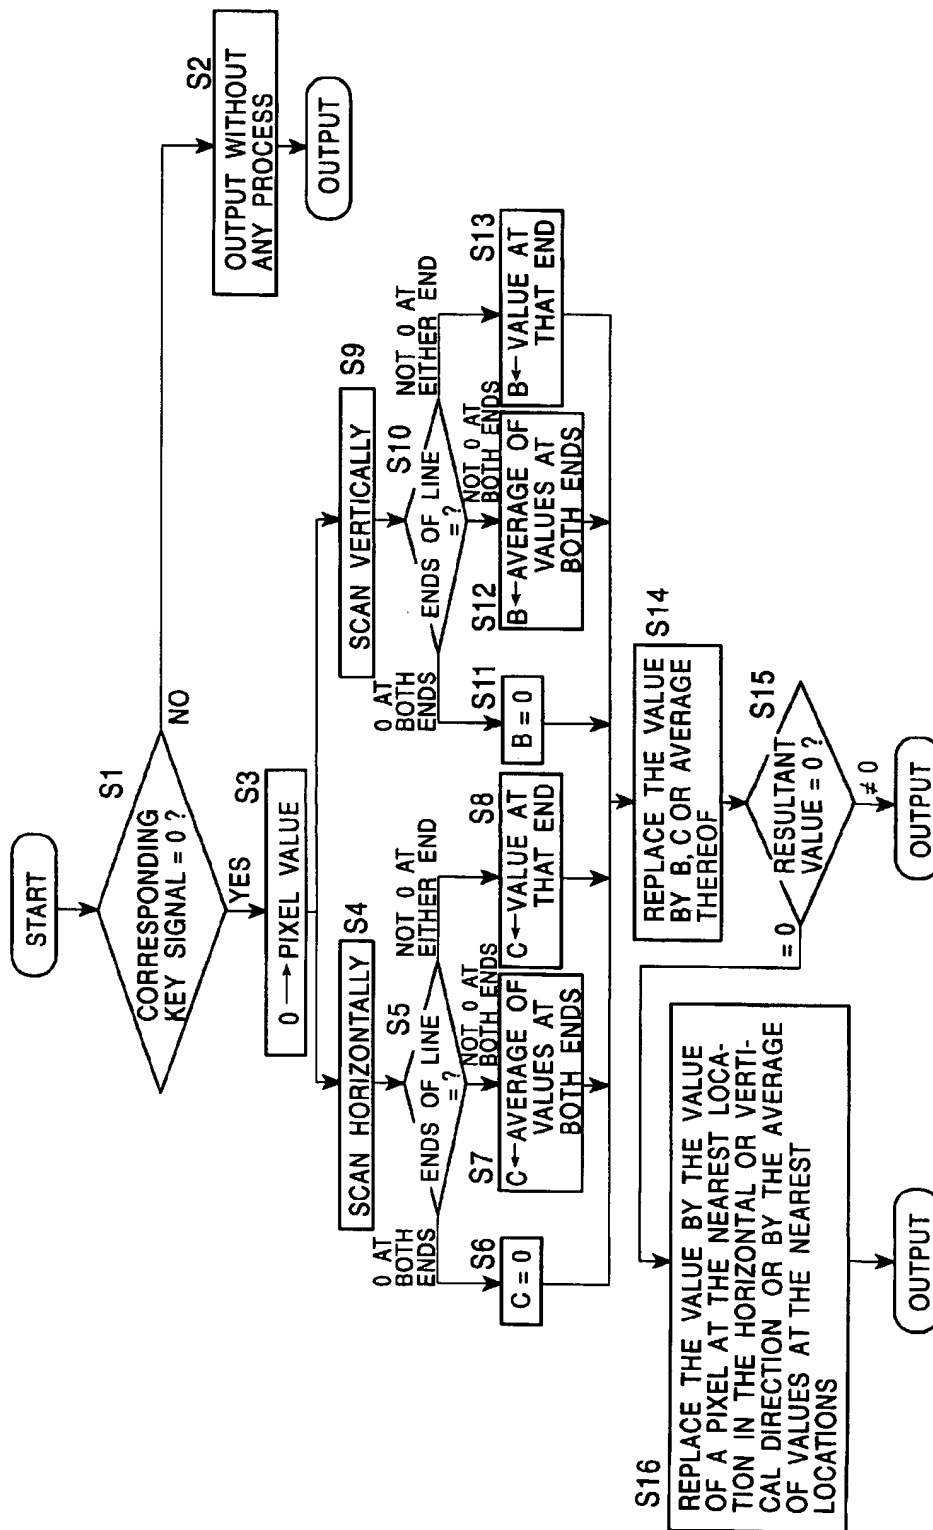 START
S1
CORRESPONDING
KEY SIGNAL = 0 ?
NO
YES
S2
OUTPUT WITHOUT
ANY PROCESS
OUTPUT
S3
0 → PIXEL VALUE
SCAN HORIZONTALLY
S4
S5
ENDS OF LINE
= ?
0 AT
BOTH
ENDS
NOT 0 AT
BOTH ENDS
NOT 0 AT
EITHER END
S6
C = 0
S7
C ← AVERAGE OF
VALUES AT
BOTH ENDS
S8
C ← VALUE AT
THAT END
SCAN VERTICALLY
S9
S10
ENDS OF LINE
= ?
0 AT
BOTH
ENDS
NOT 0 AT
BOTH ENDS
NOT 0 AT
EITHER END
S11
B = 0
S12
B ← AVERAGE OF
VALUES AT
BOTH ENDS
S13
B ← VALUE AT
THAT END
S14
REPLACE THE VALUE
BY B, C OR AVERAGE
THEREOF
S15
RESULTANT
VALUE = 0 ?
= 0
≠ 0
OUTPUT
S16
REPLACE THE VALUE BY THE VALUE
OF A PIXEL AT THE NEAREST LOCA-
TION IN THE HORIZONTAL OR VERTI-
CAL DIRECTION OR BY THE AVERAGE
OF VALUES AT THE NEAREST
LOCATIONS
OUTPUT